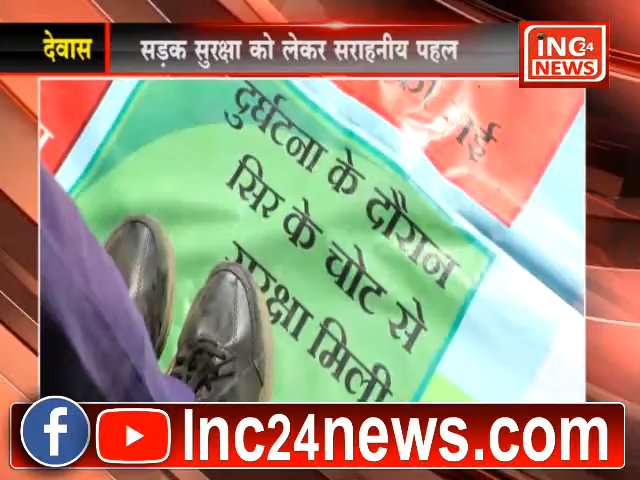 देवास
सड़क सुरक्षा को लेकर सराहनीय पहल
INC 24
NEWS
दुर्घटना के दौरान
सिर के चोट से
सुरक्षा मिली
Inc24news.com